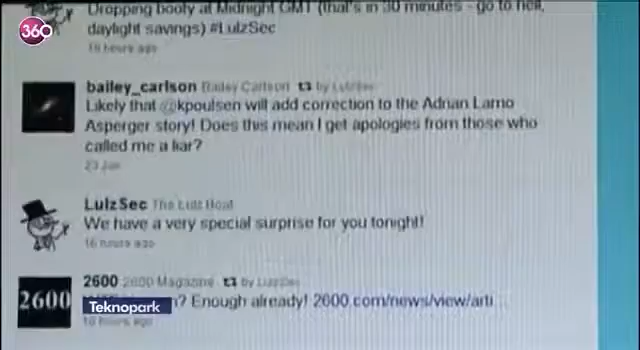 360
Dropping booty at Midnight GMT (that's in 30 minutes - go to hell,
daylight savings) #LulzSec
16 hours ago
bailey_carlson Bailey Carlson by LulzSec
Likely that @kpoulsen will add correction to the Adrian Lamo
Asperger story! Does this mean I get apologies from those who
called me a liar?
23 Jun
LulzSec The Lulz Boat
We have a very special surprise for you tonight!
16 hours ago
2600 2600 Magazine by LulzSec
2600
? Enough already! 2600.com/news/view/arti...
Teknopark
hours ago